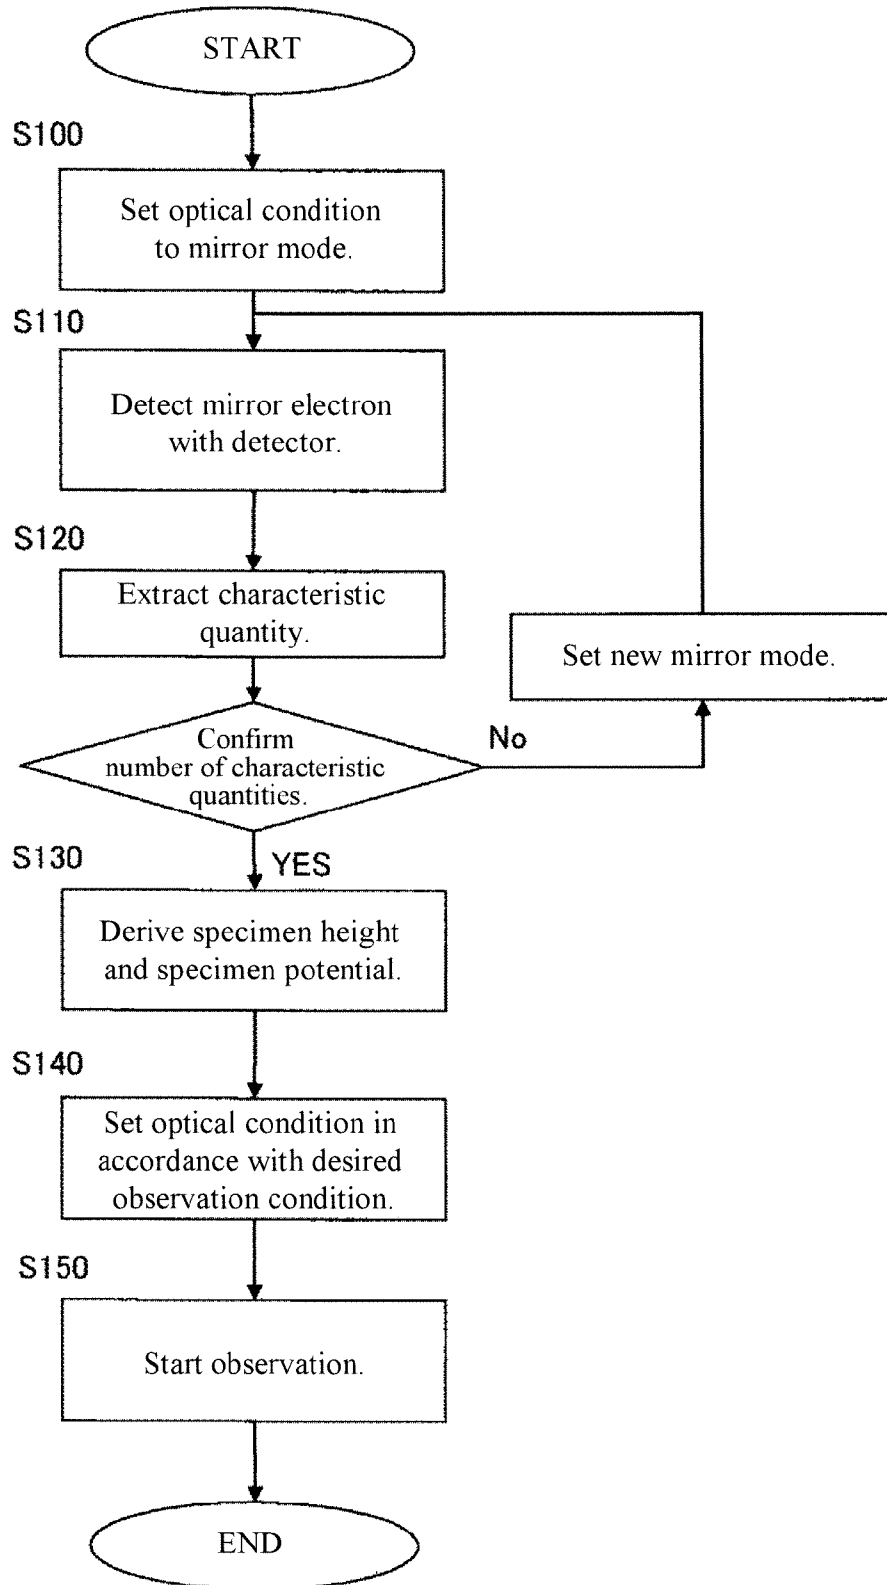 START
S100
Set optical condition
to mirror mode.
S110
Detect mirror electron
with detector.
S120
Extract characteristic
quantity.
Set new mirror mode.
Confirm
number of characteristic
quantities.
No
YES
S130
Derive specimen height
and specimen potential.
S140
Set optical condition in
accordance with desired
observation condition.
S150
Start observation.
END